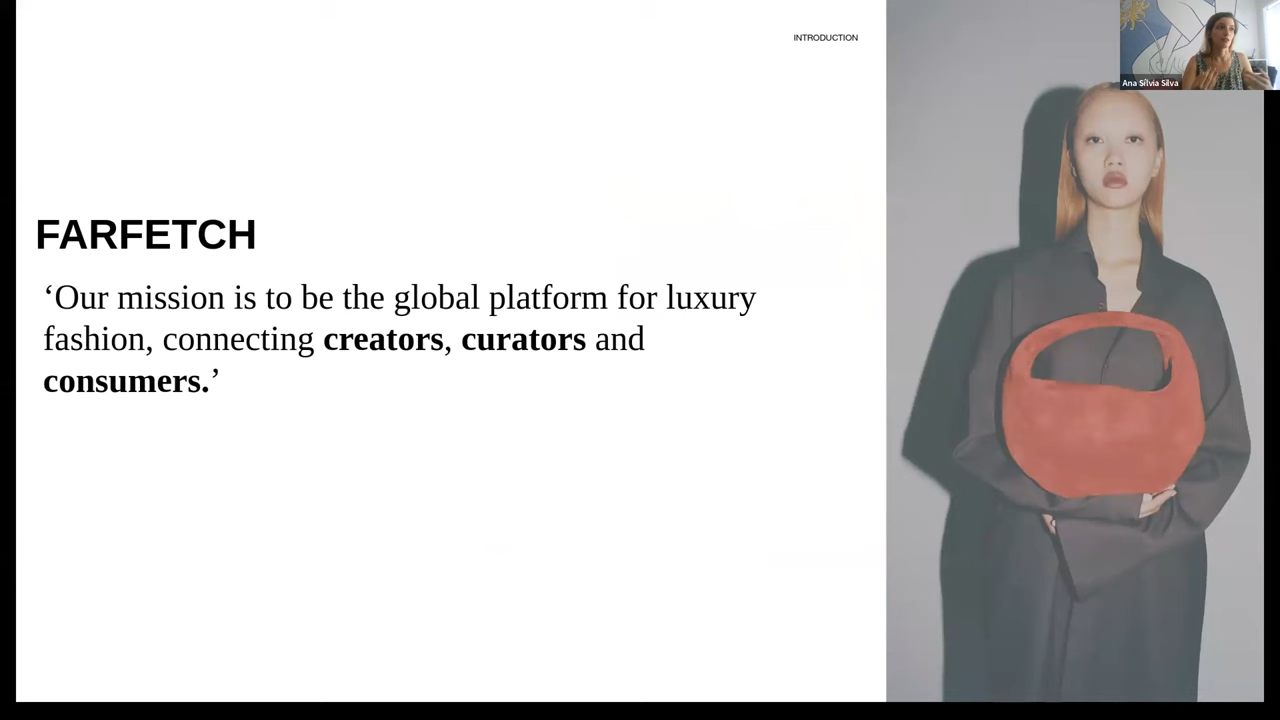 INTRODUCTION
Ana Sílvia Silva
FARFETCH
‘Our mission is to be the global platform for luxury
fashion, connecting creators, curators and
consumers.’